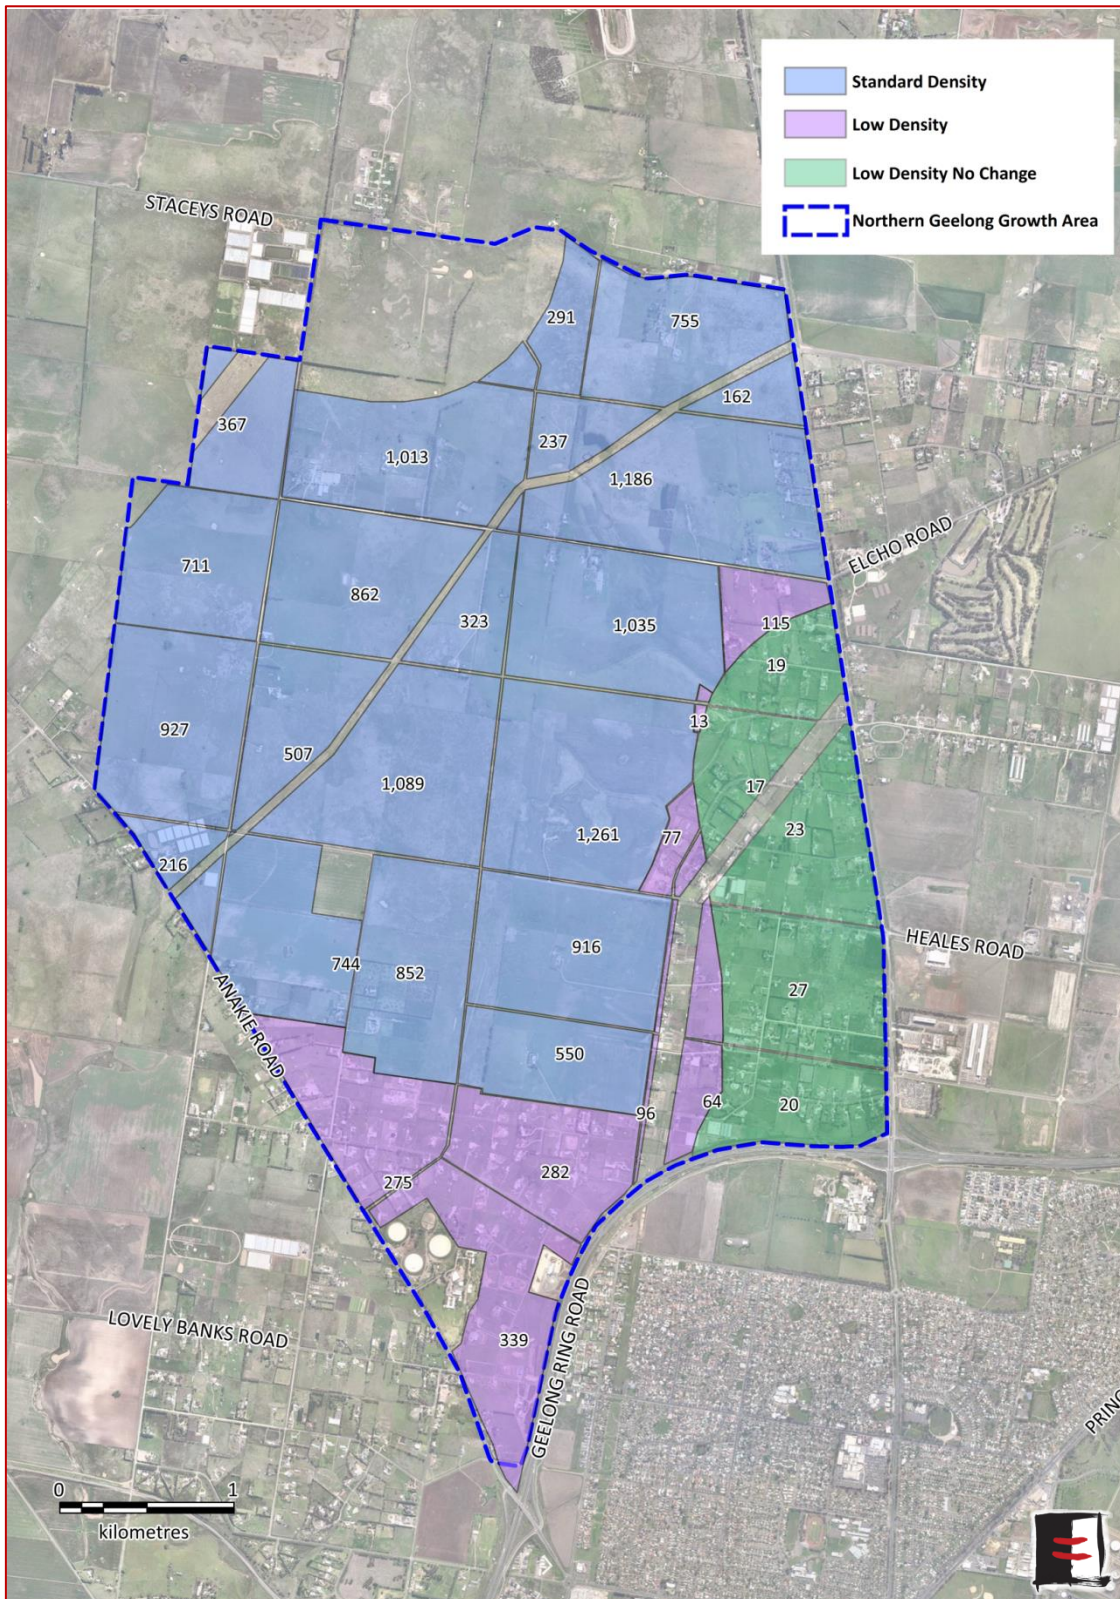 Standard Density
Low Density
Low Density No Change
Northern Geelong Growth Area
STACEYS ROAD
291
755
162
367
237
1,013
1,186
ELCHO ROAD
711
862
323
1,035
115
19
927
13
507
1,089
17
23
1,261
77
216
HEALES ROAD
916
744
852
27
ANAKIE ROAD
550
64
20
96
282
275
339
LOVELY BANKS ROAD
GEELONG RING ROAD
PRINC
0 1
kilometres